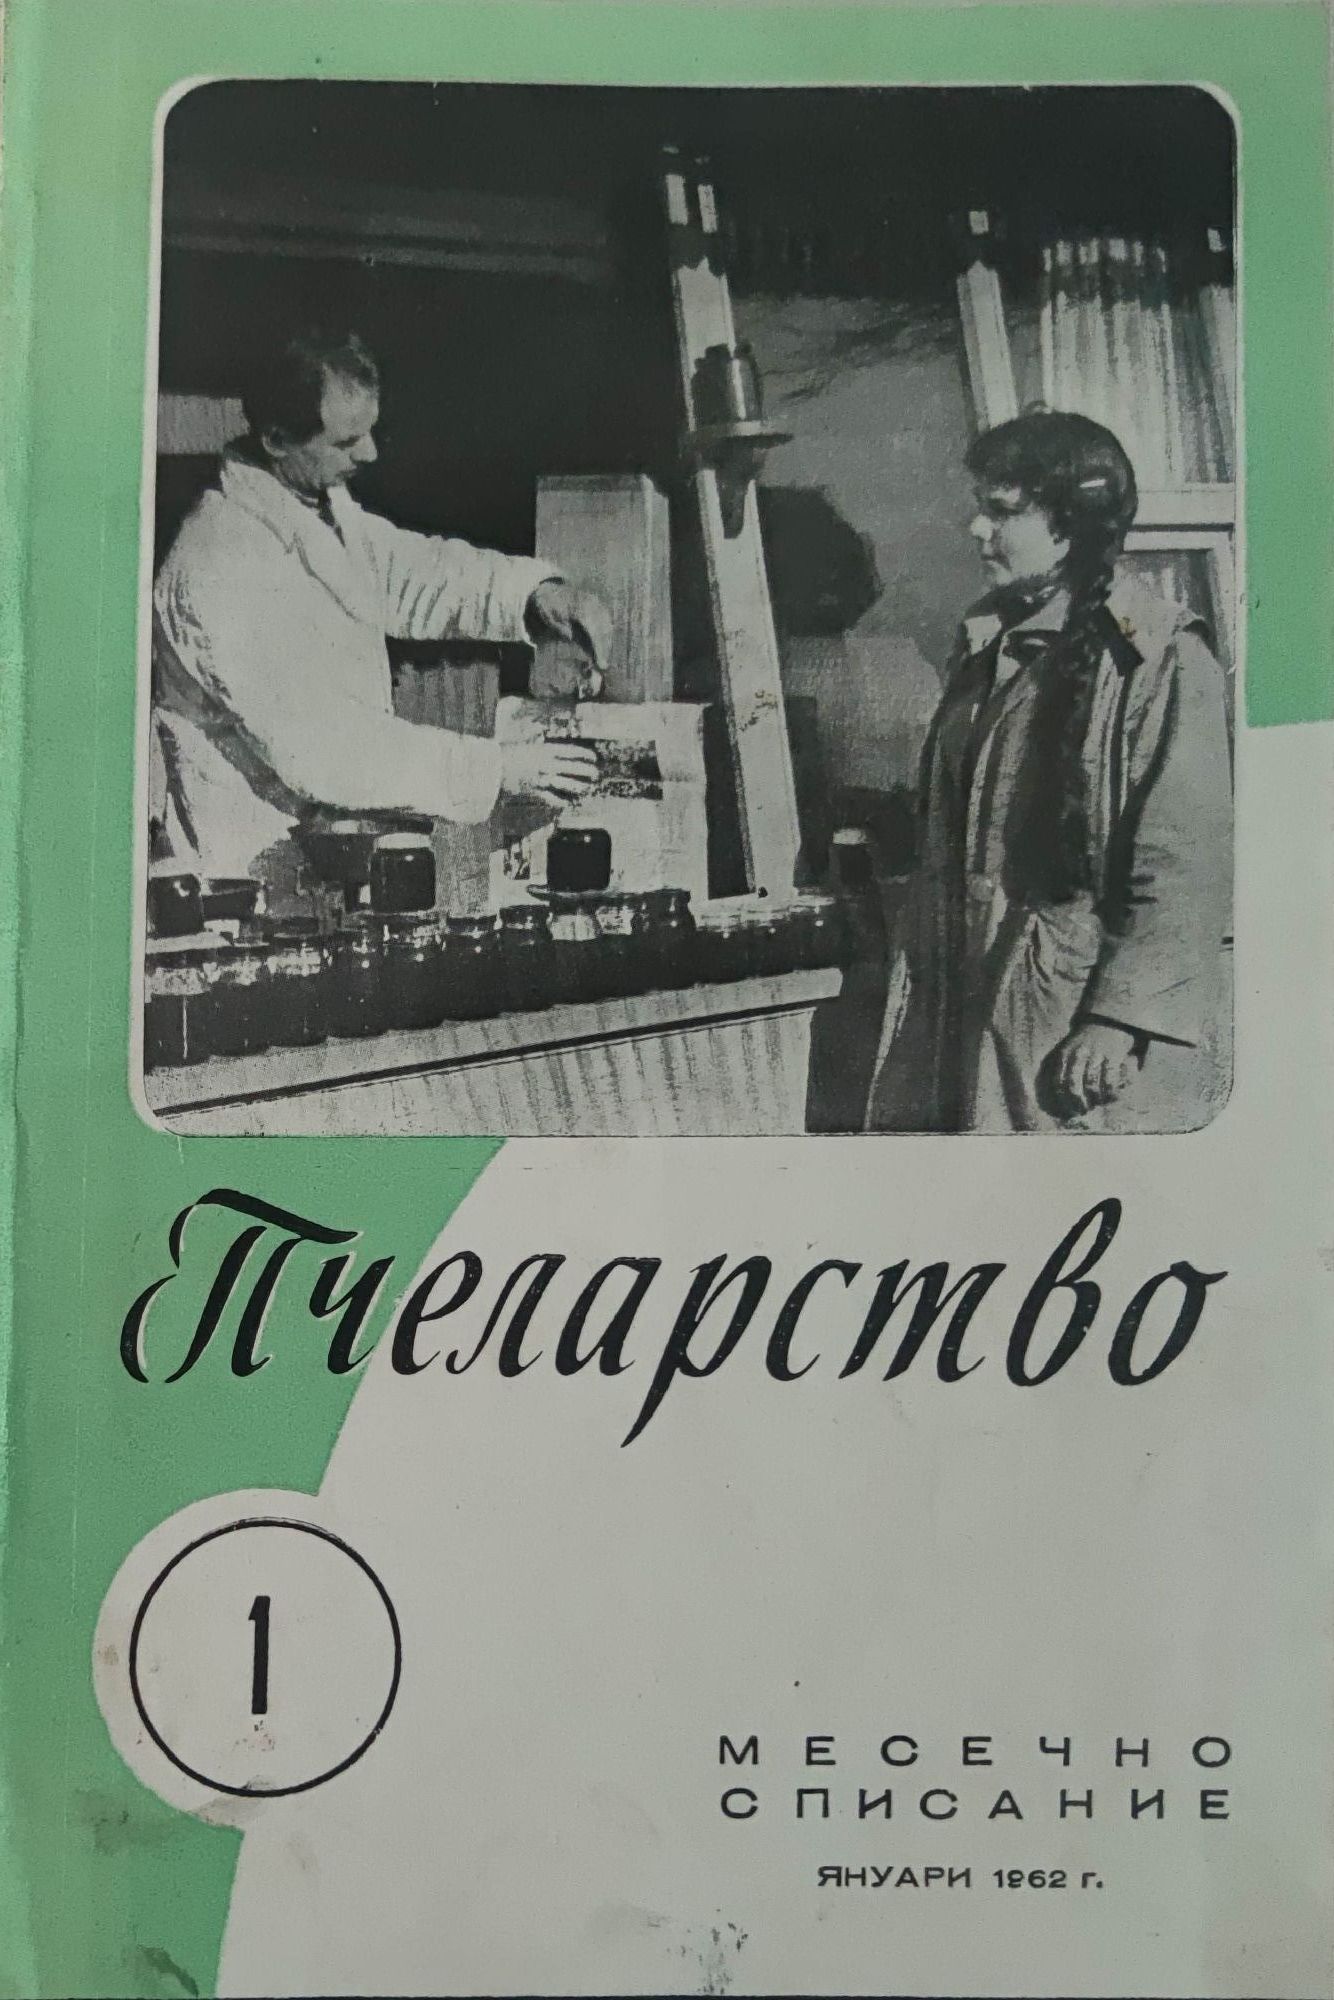 Пчеларство
1
МЕСЕЧНО
СПИСАНИЕ
ЯНУАРИ 1962 г.